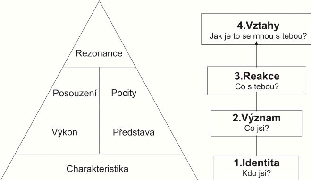 Rezonance
Posouzení
Pocity
Výkon
Představa
Charakteristika
4.Vztahy
Jak je to se mnou s tebou?
3.Reakce
Co s tebou?
2.Význam
Co jsi?
1.Identita
Kdo jsi?